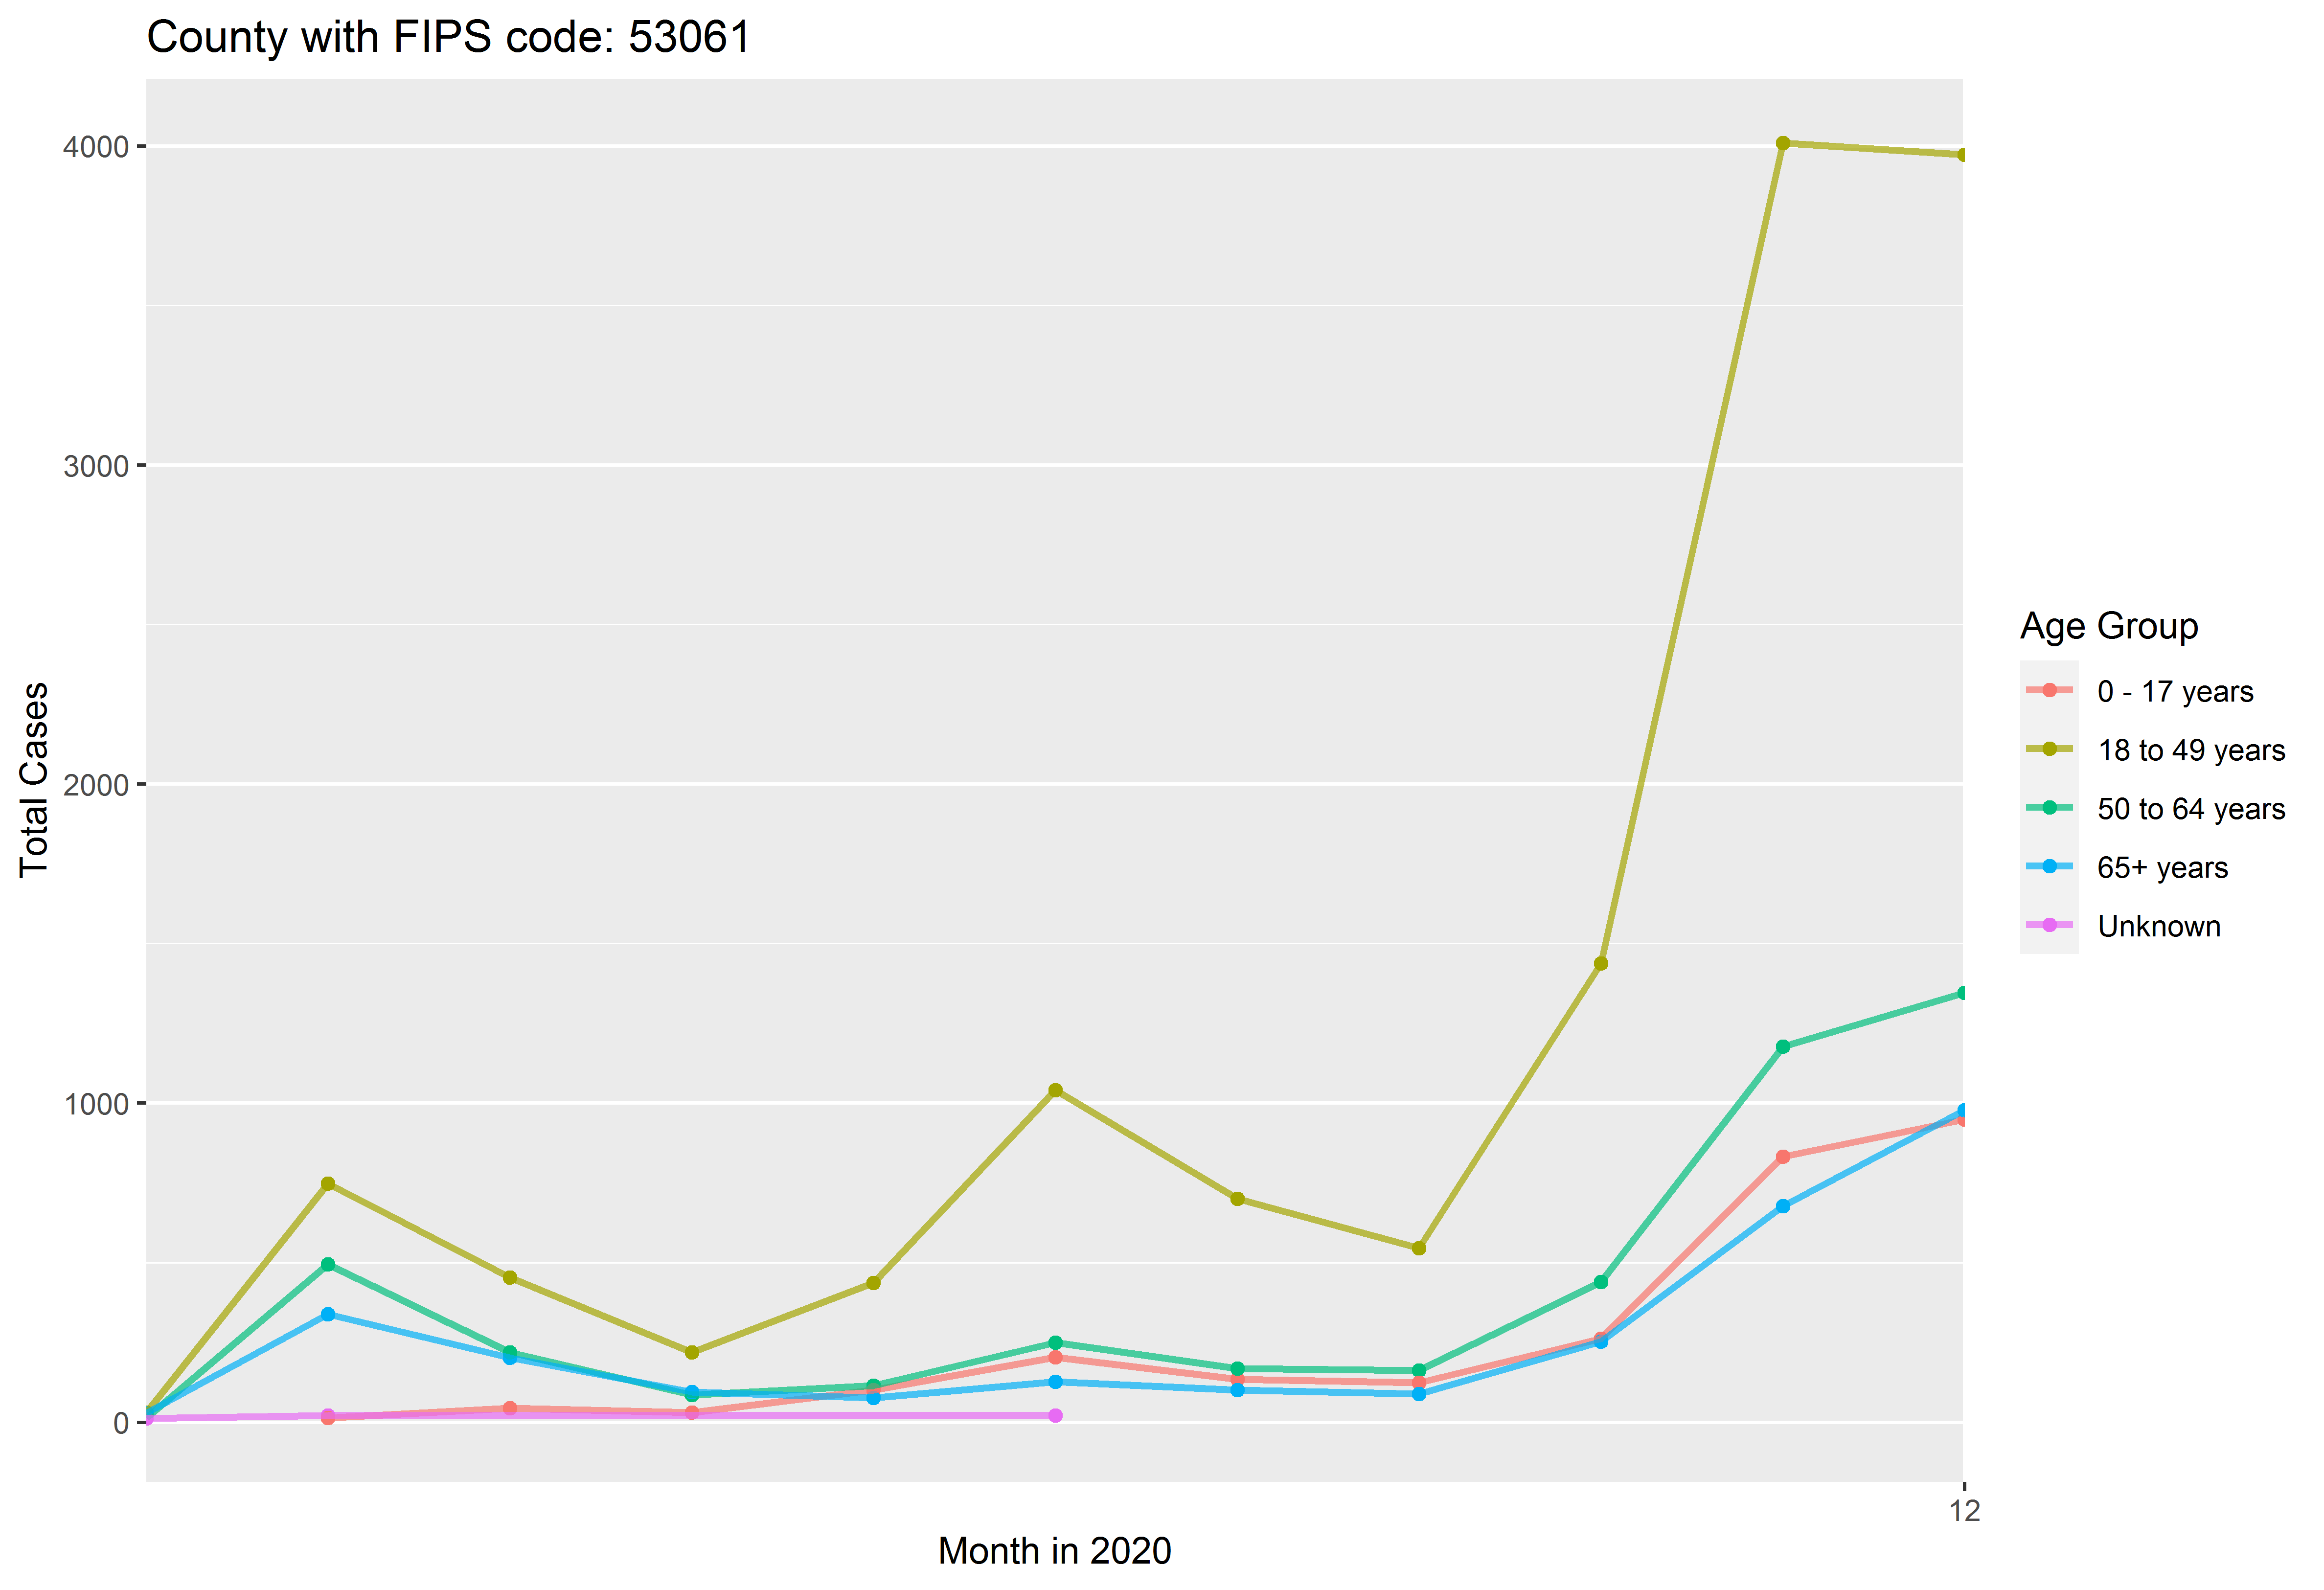 County with FIPS code: 53061
4000
3000
2000
1000
0
Total Cases
12
Month in 2020
Age Group
0 - 17 years
18 to 49 years
50 to 64 years
65+ years
Unknown